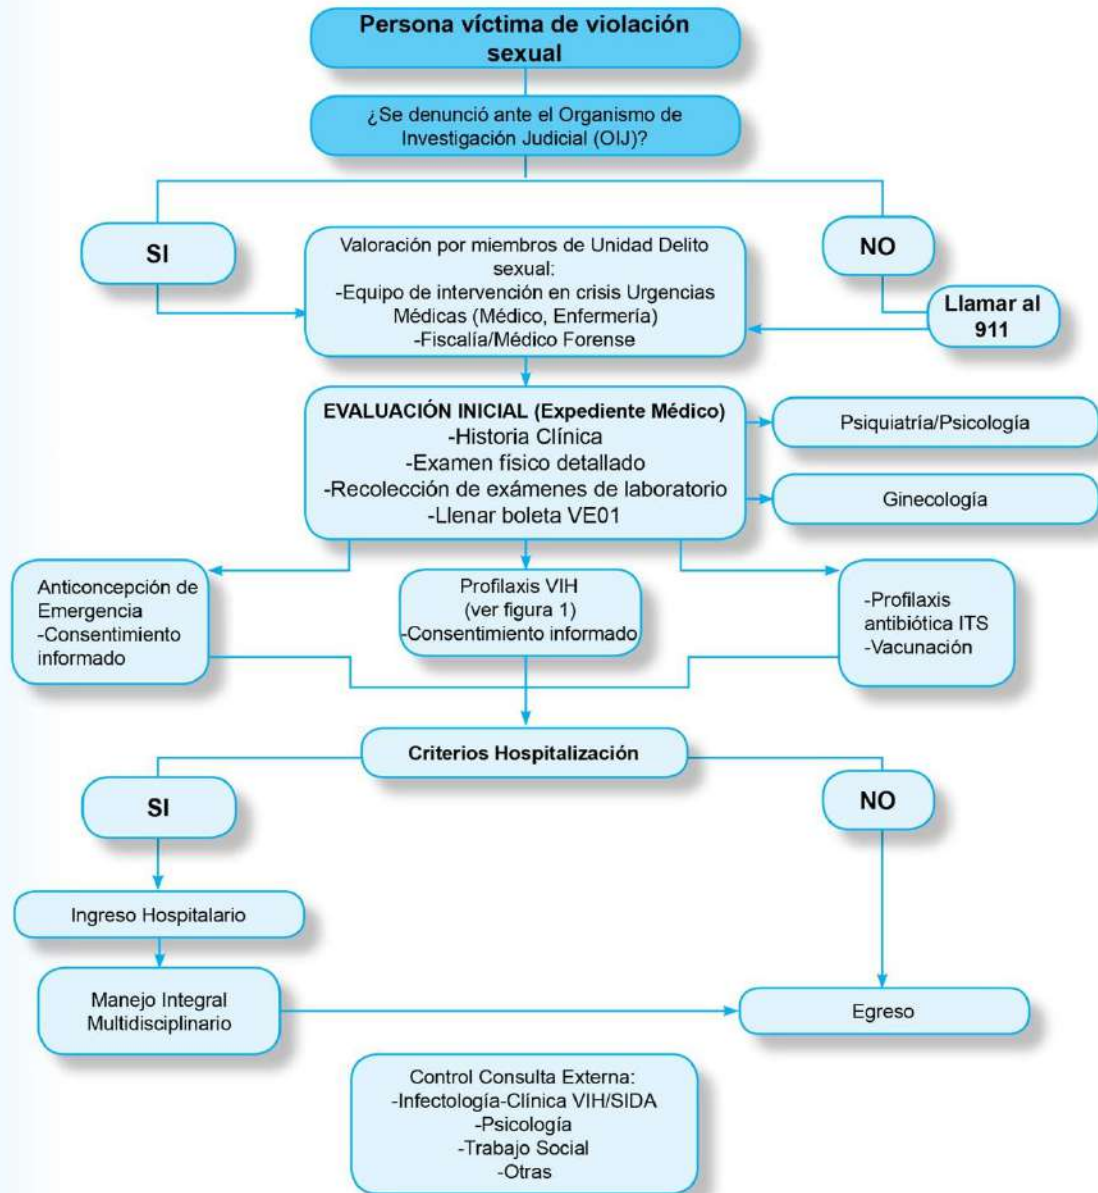 Persona víctima de violación
sexual
¿Se denunció ante el Organismo de
Investigación Judicial (OIJ)?
SI
Valoración por miembros de Unidad Delito
sexual:
-Equipo de intervención en crisis Urgencias
Médicas (Médico, Enfermería)
-Fiscalía/Médico Forense
NO
Llamar al
911
EVALUACIÓN INICIAL (Expediente Médico)
-Historia Clínica
-Examen físico detallado
-Recolección de exámenes de laboratorio
-Llenar boleta VE01
Psiquiatría/Psicología
Ginecología
Anticoncepción de
Emergencia
-Consentimiento
informado
Profilaxis VIH
(ver figura 1)
-Consentimiento informado
-Profilaxis
antibiótica ITS
-Vacunación
Criterios Hospitalización
SI
NO
Ingreso Hospitalario
Manejo Integral
Multidisciplinario
Egreso
Control Consulta Externa:
-Infectología-Clínica VIH/SIDA
-Psicología
-Trabajo Social
-Otras